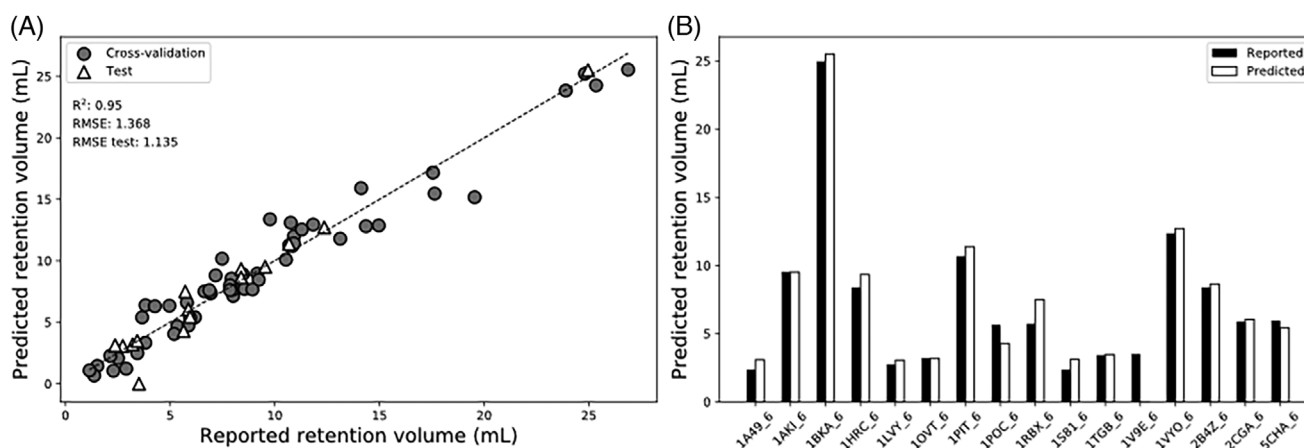 (A)
Cross-validation
Test
R²: 0.95
RMSE: 1.368
RMSE test: 1.135
Predicted retention volume (mL)
25
20
15
10
5
0
0 5 10 15 20 25
Reported retention volume (mL)
(B)
Reported
Predicted
Predicted retention volume (mL)
25
20
15
10
5
0
1A49_6 1AKI_6 1BKA_6 1HRC_6 1LVY_6 1OVT_6 1PIT_6 1POC_6 1RBX_6 1S81_6 1TGB_6 1V9E_6 1VYO_6 2B4Z_6 2CGA_6 5CHA_6